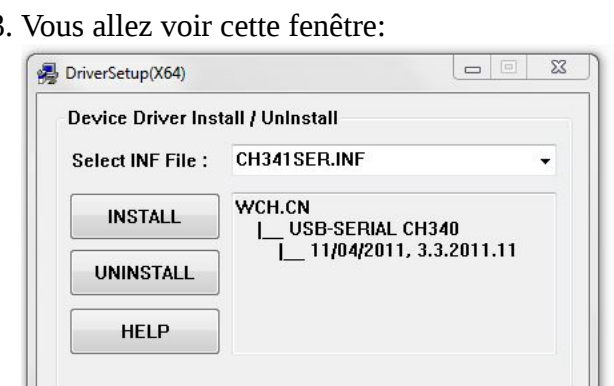 3. Vous allez voir cette fenêtre:
DriverSetup(X64)
Device Driver Install / UnInstall
Select INF File :
CH341SER.INF
INSTALL
WCH.CN
|__ USB-SERIAL CH340
|__ 11/04/2011, 3.3.2011.11
UNINSTALL
HELP